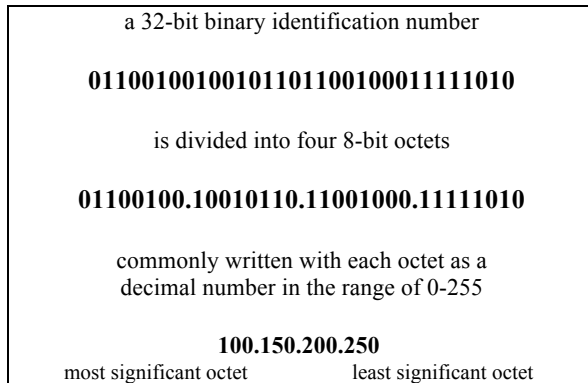 a 32-bit binary identification number
01100100100101101100100011111010
is divided into four 8-bit octets
01100100.10010110.11001000.11111010
commonly written with each octet as a
decimal number in the range of 0-255
100.150.200.250
most significant octet least significant octet